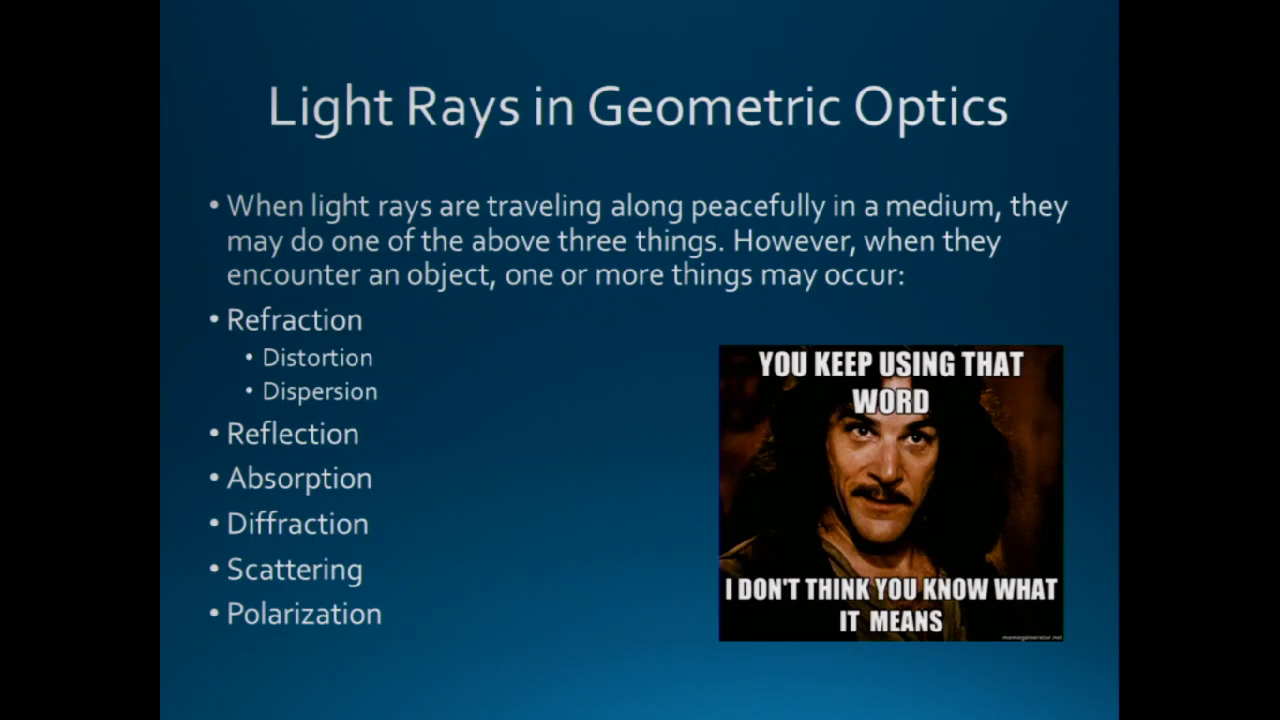 Light Rays in Geometric Optics
• When light rays are traveling along peacefully in a medium, they
may do one of the above three things. However, when they
encounter an object, one or more things may occur:
• Refraction
• Distortion
• Dispersion
• Reflection
• Absorption
• Diffraction
• Scattering
• Polarization
YOU KEEP USING THAT
WORD
I DON'T THINK YOU KNOW WHAT
IT MEANS
memegenerator.net